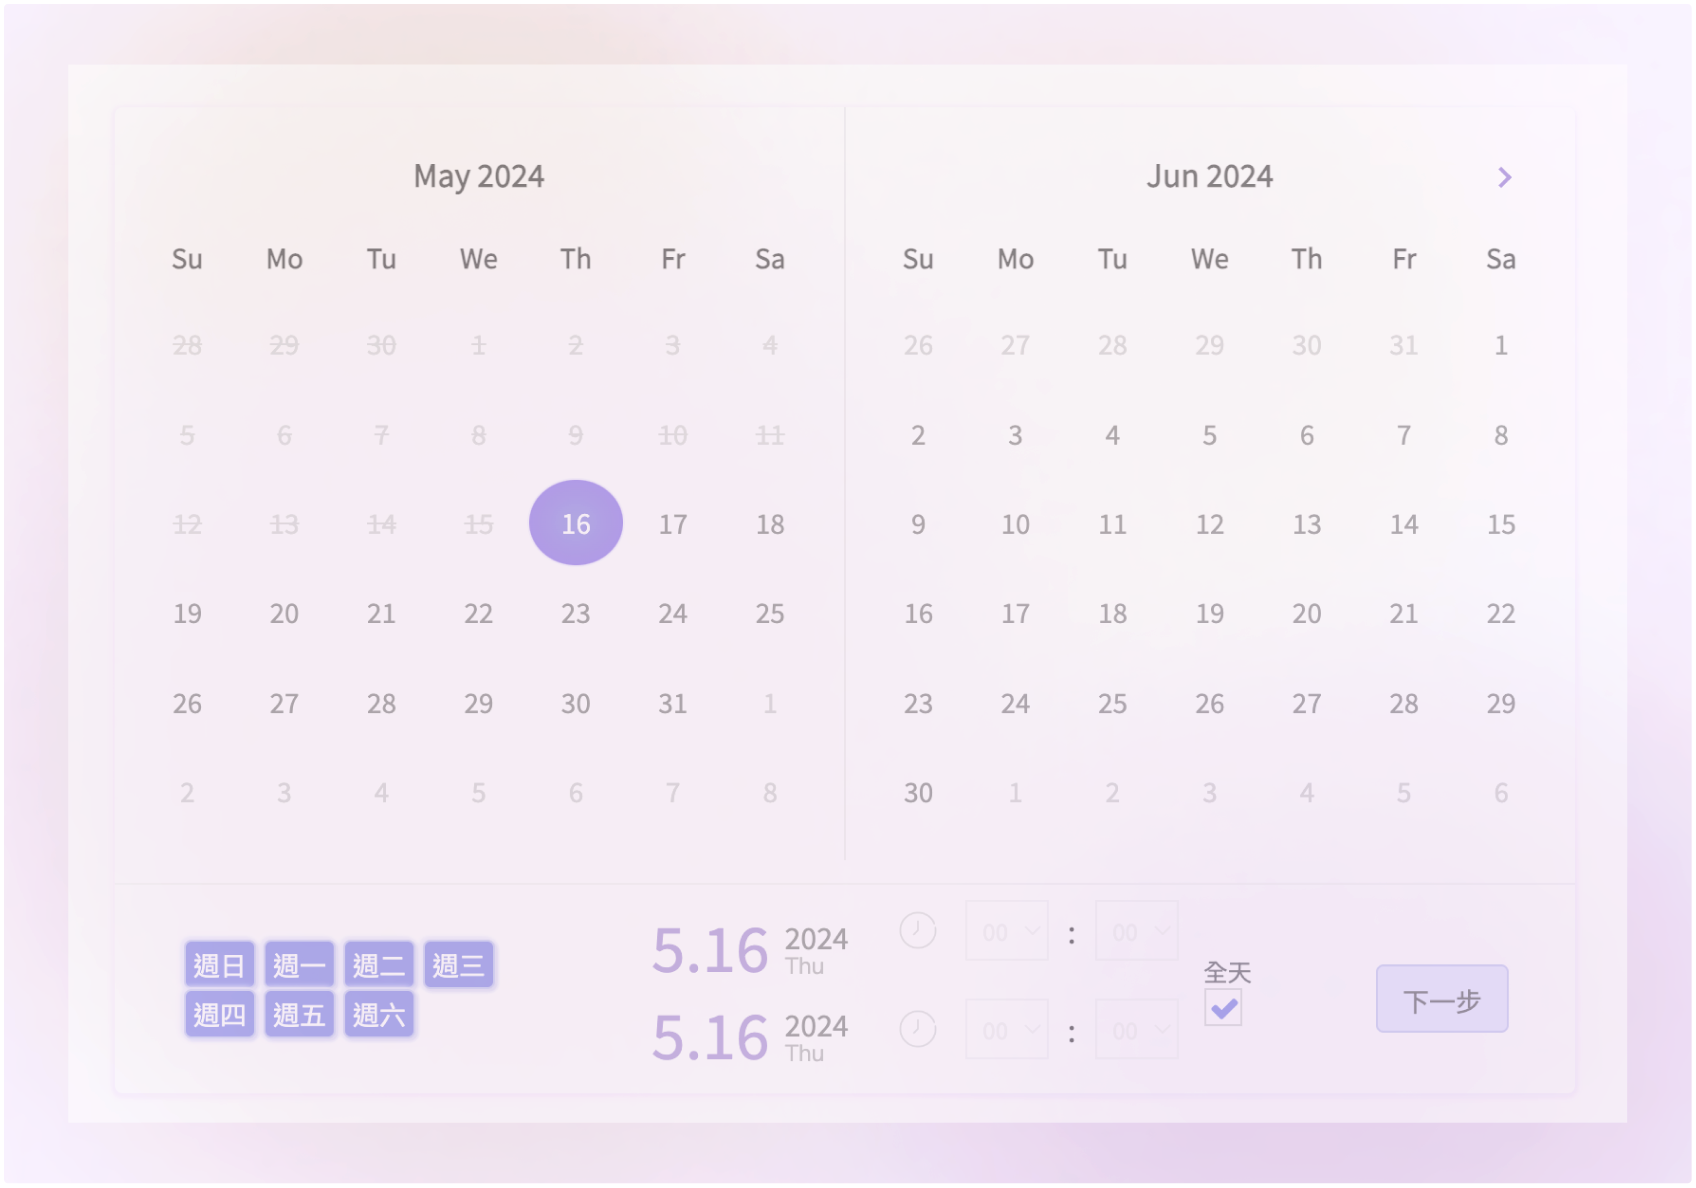 May 2024
Su Mo Tu We Th Fr Sa
28 29 30 1 2 3 4
5 6 7 8 9 10 11
12 13 14 15 16 17 18
19 20 21 22 23 24 25
26 27 28 29 30 31 1
2 3 4 5 6 7 8
Jun 2024
Su Mo Tu We Th Fr Sa
26 27 28 29 30 31 1
2 3 4 5 6 7 8
9 10 11 12 13 14 15
16 17 18 19 20 21 22
23 24 25 26 27 28 29
30 1 2 3 4 5 6
週日 週一 週二 週三
週四 週五 週六
5.16 2024
Thu
00 : 00
5.16 2024
Thu
00 : 00
全天
下一步